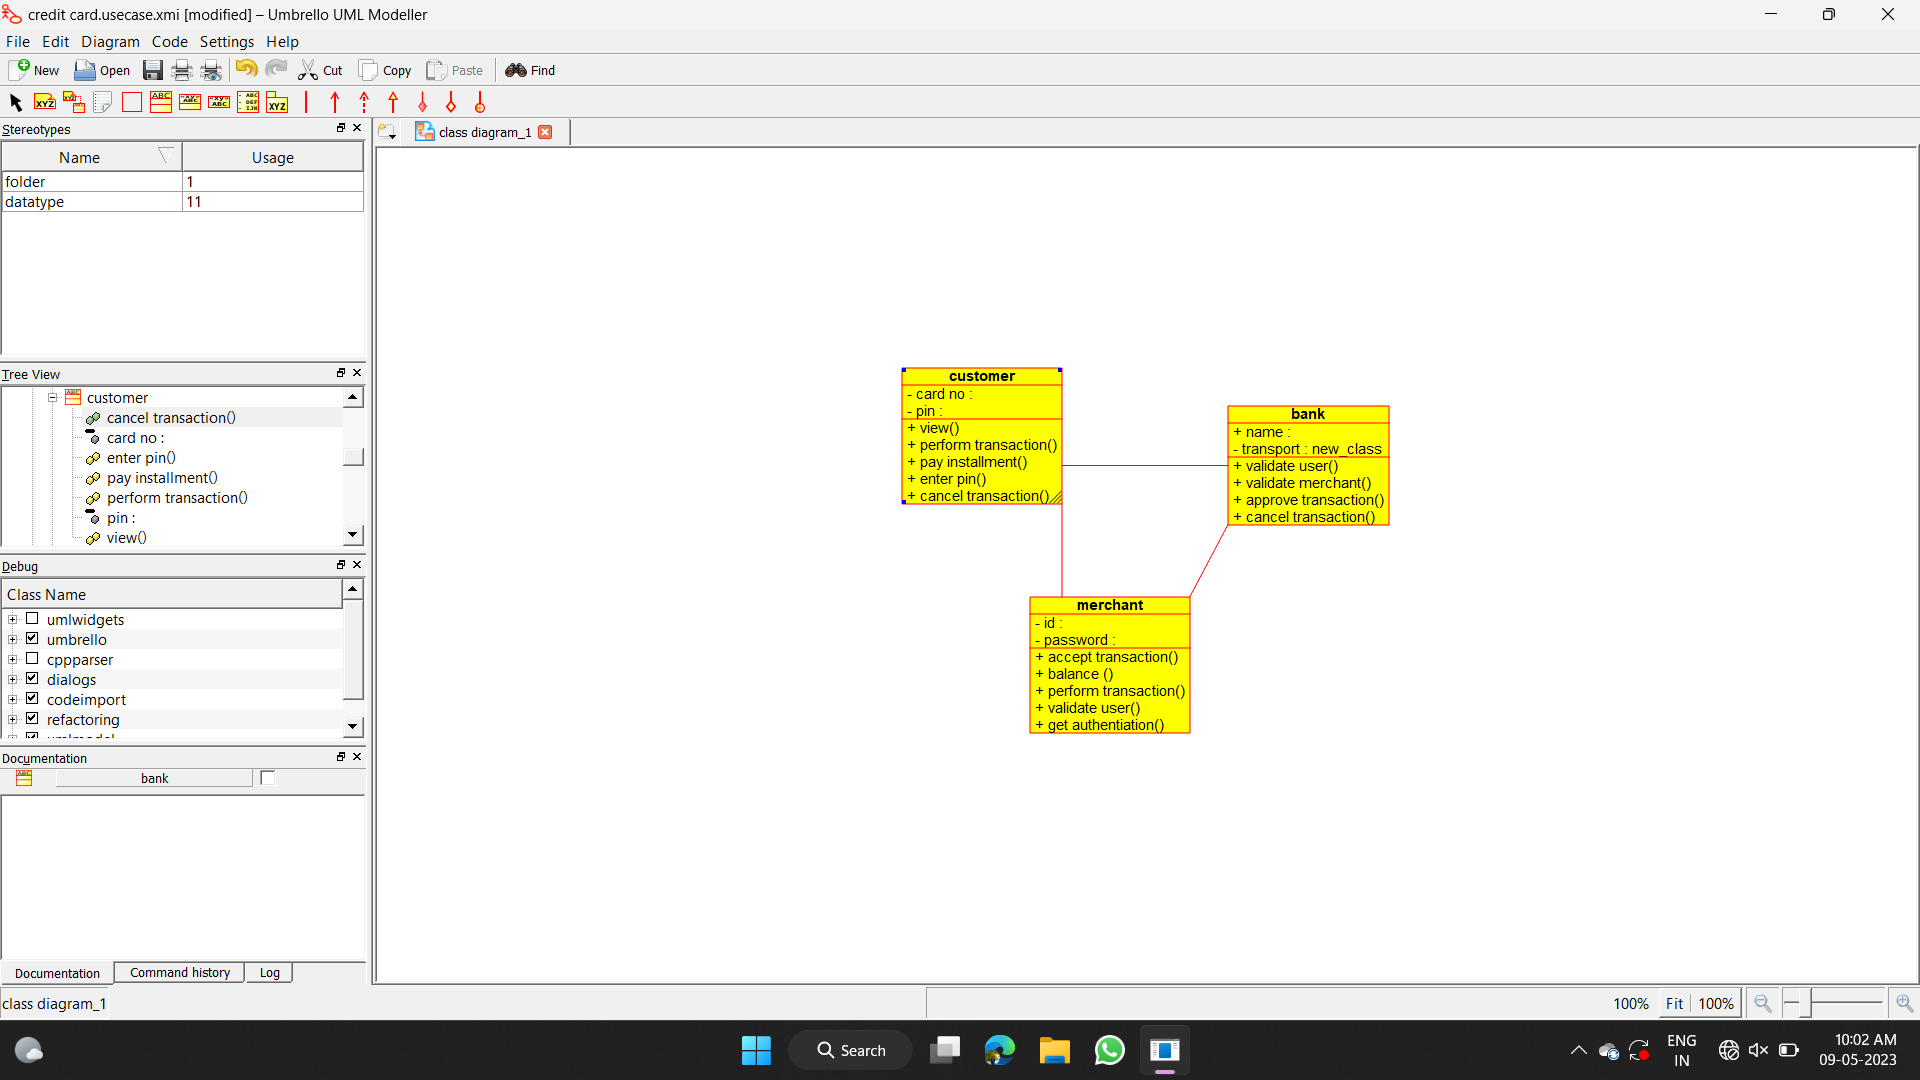 credit card.usecase.xmi [modified] – Umbrello UML Modeller
File Edit Diagram Code Settings Help
New Open Cut Copy Paste Find
Stereotypes
Name Usage
folder 1
datatype 11
Tree View
customer
cancel transaction()
card no :
enter pin()
pay installment()
perform transaction()
pin :
view()
Debug
Class Name
umlwidgets
umbrello
cppparser
dialogs
codeimport
refactoring
umlmodel
Documentation
bank
Documentation Command history Log
class diagram_1
class diagram_1
customer
- card no :
- pin :
+ view()
+ perform transaction()
+ pay installment()
+ enter pin()
+ cancel transaction()
bank
+ name :
- transport : new_class
+ validate user()
+ validate merchant()
+ approve transaction()
+ cancel transaction()
merchant
- id :
- password :
+ accept transaction()
+ balance ()
+ perform transaction()
+ validate user()
+ get authentiation()
100% Fit 100%
Search
ENG
IN
10:02 AM
09-05-2023